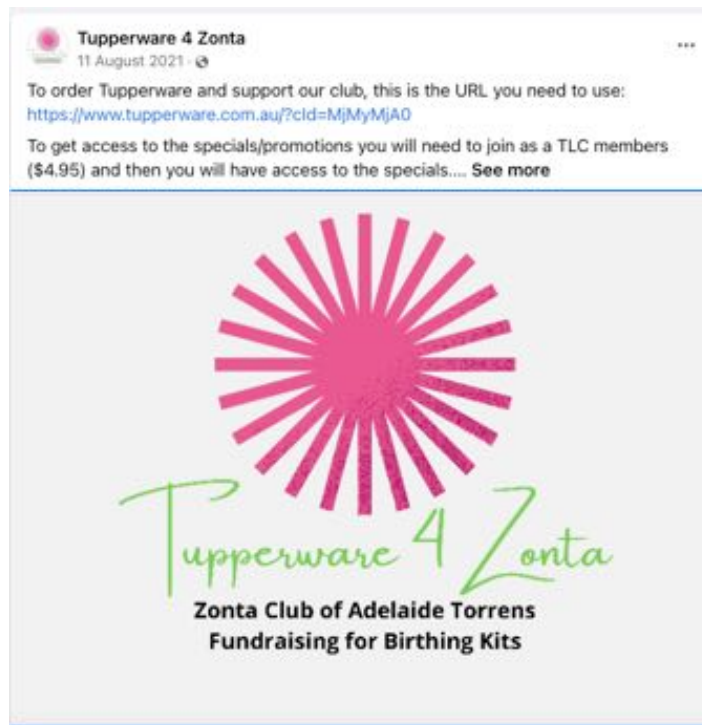 Tupperware 4 Zonta
11 August 2021 ·
To order Tupperware and support our club, this is the URL you need to use:
https://www.tupperware.com.au/?cId=MjMyMjA0
To get access to the specials/promotions you will need to join as a TLC members
($4.95) and then you will have access to the specials.... See more
Tupperware 4 Zonta
Zonta Club of Adelaide Torrens
Fundraising for Birthing Kits